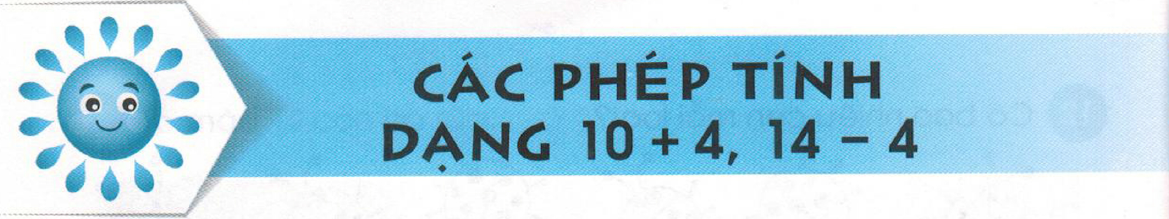 CÁC PHÉP TÍNH
DẠNG 10 + 4, 14 – 4